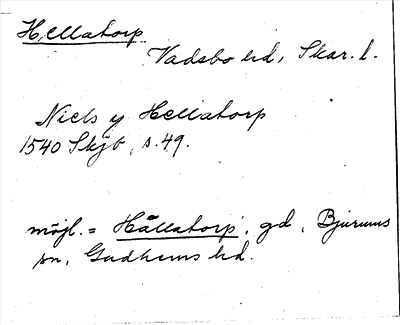 Hellatorp
Vadsbo hd, Skar. l.
Niels y Hellatorp
1540 Skjb, s. 49.
möjl. = Hällatorp, gd, Bjurums
sn, Gudhems hd.